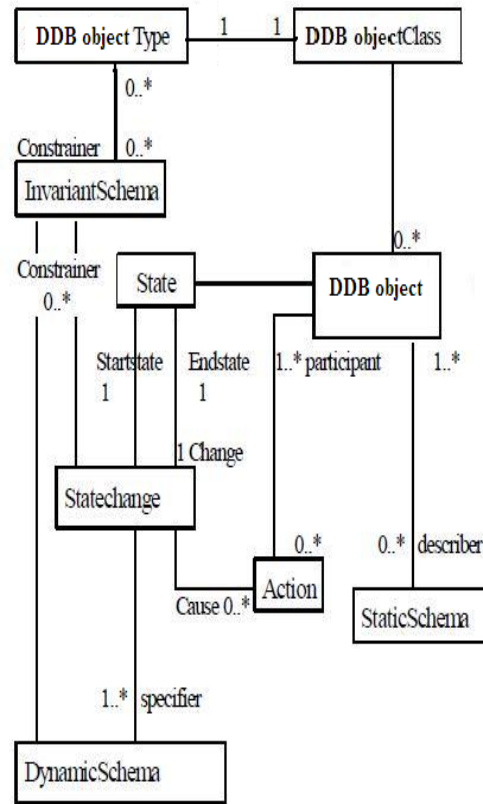 DDB object Type
1
1
DDB objectClass
0..*
Constrainer
0..*
InvariantSchema
0..*
Constrainer
0..*
State
DDB object
Startstate
Endstate
1..* participant
1..*
1
1
1 Change
Statechange
0..*
0..* describer
Action
Cause 0..*
StaticSchema
1..* specifier
DynamicSchema